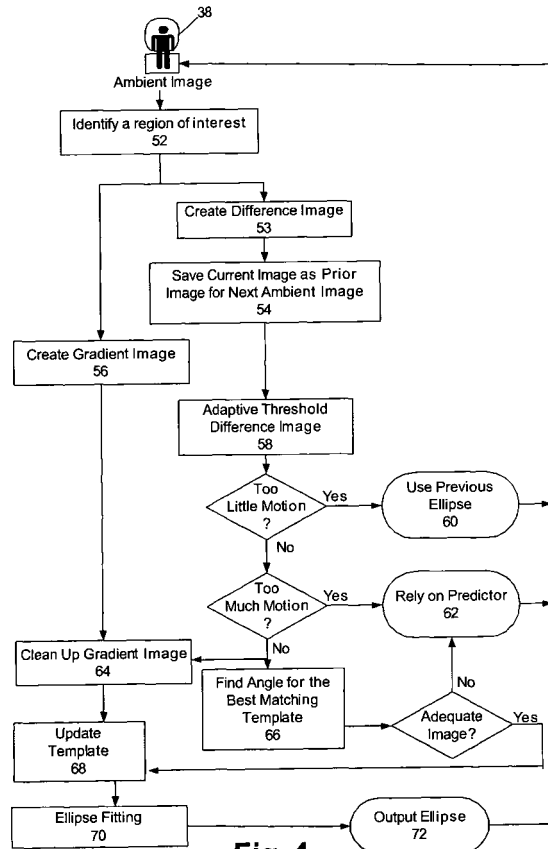 38
Ambient Image
Identify a region of interest
52
Create Difference Image
53
Save Current Image as Prior
Image for Next Ambient Image
54
Create Gradient Image
56
Adaptive Threshold
Difference Image
58
Too
Little Motion
?
Yes
Use Previous
Ellipse
60
No
Too
Much Motion
?
Yes
Rely on Predictor
62
No
Clean Up Gradient Image
64
Find Angle for the
Best Matching
Template
66
No
Adequate
Image?
Yes
Update
Template
68
Ellipse Fitting
70
Output Ellipse
72